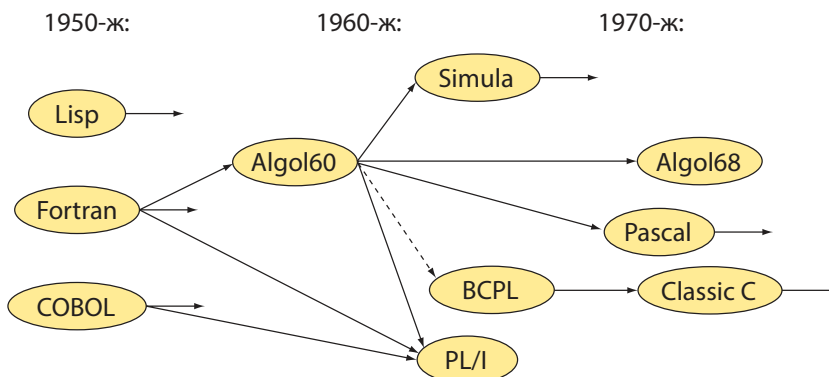 1950-ж: 1960-ж: 1970-ж:
Simula
Lisp
Algol60 Algol68
Fortran
Pascal
BCPL Classic C
COBOL
PL/I